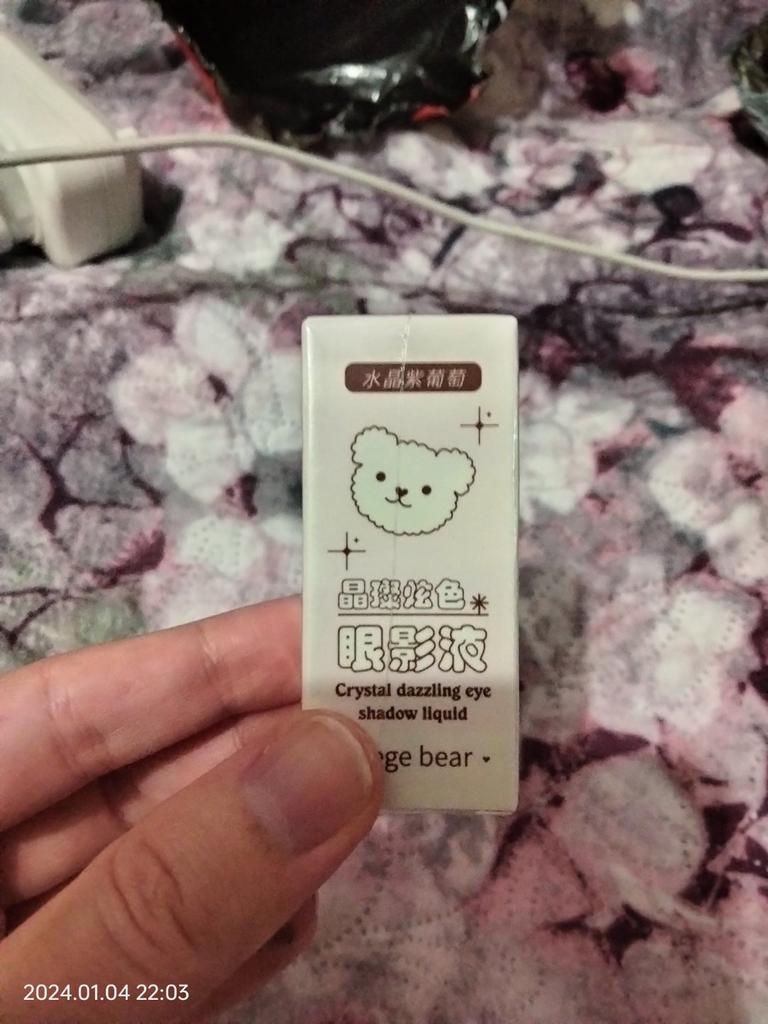 水晶紫葡萄
晶璨炫色
眼影液
Crystal dazzling eye
shadow liquid
bear
2024.01.04 22:03